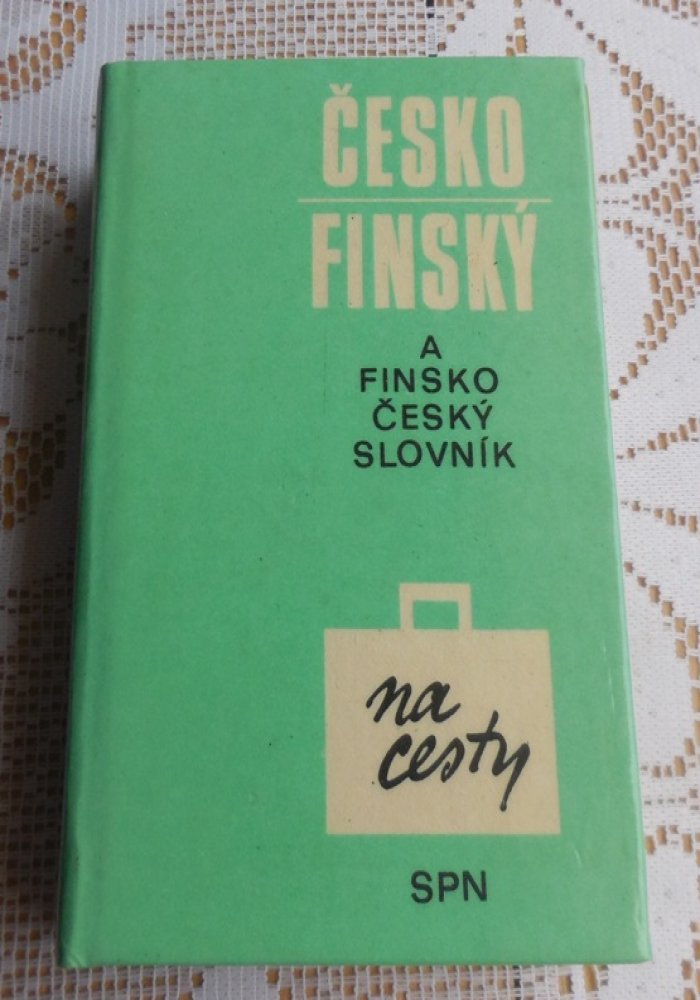 ČESKO
FINSKÝ
A
FINSKO
ČESKÝ
SLOVNÍK
na
cesty
SPN